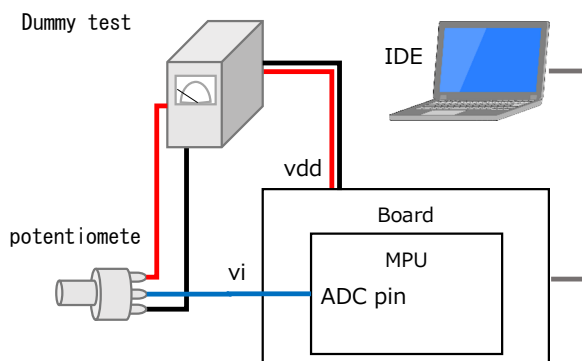 Dummy test
IDE
vdd
Board
potentiomete
MPU
vi
ADC pin